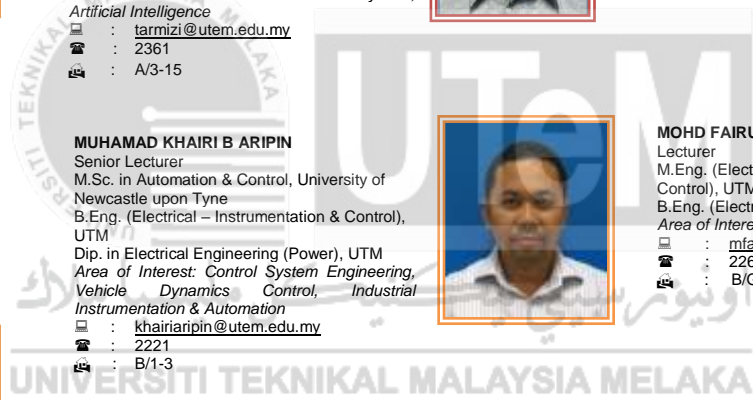 Artificial Intelligence
: tarmizi@utem.edu.my
: 2361
: A/3-15
MUHAMAD KHAIRI B ARIPIN
Senior Lecturer
M.Sc. in Automation & Control, University of
Newcastle upon Tyne
B.Eng. (Electrical – Instrumentation & Control),
UTM
Dip. in Electrical Engineering (Power), UTM
Area of Interest: Control System Engineering,
Vehicle Dynamics Control, Industrial
Instrumentation & Automation
: khairiaripin@utem.edu.my
: 2221
: B/1-3
MOHD FAIRU
Lecturer
M.Eng. (Elect
Control), UTM
B.Eng. (Electr
Area of Intere
: mfa
: 226
: B/
UTeM
UNIVERSITI TEKNIKAL MALAYSIA MELAKA